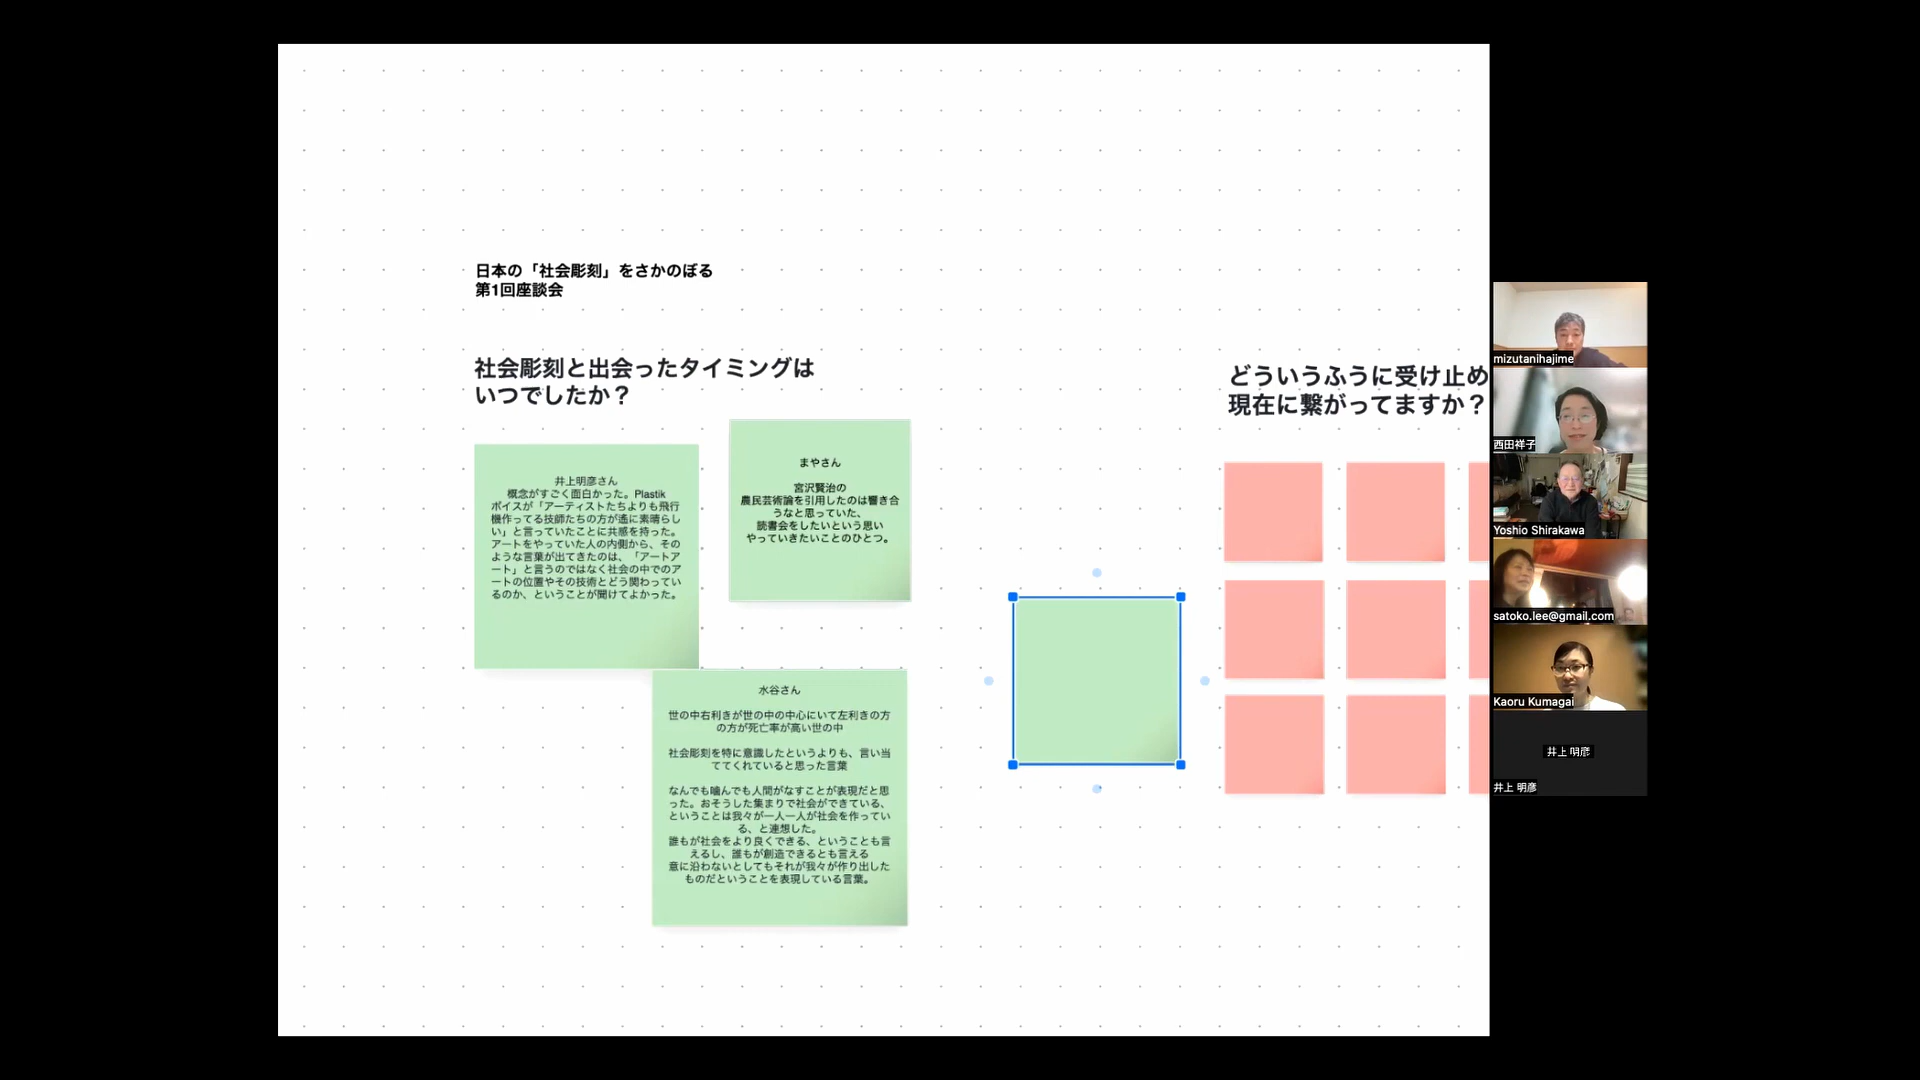 日本の「社会彫刻」をさかのぼる
第1回座談会
社会彫刻と出会ったタイミングは
いつでしたか？
井上明彦さん
概念がすごく面白かった。Plastik
ボイスが「アーティストたちよりも飛行
機作ってる技師たちの方が遙に素晴らし
い」と言っていたことに共感を持った。
アートをやっていた人の内側から、その
ような言葉が出てきたのは、「アートア
ート」と言うのではなく社会の中でのア
ートの位置やその技術とどう関わってい
るのか、ということが聞けてよかった。
まやさん
宮沢賢治の
農民芸術論を引用したのは響き合
うなと思っていた、
読書会をしたいという思い
やっていきたいことのひとつ。
水谷さん
世の中右利きが世の中の中心にいて左利きの方
の方が死亡率が高い世の中
社会彫刻を特に意識したというよりも、言い当
ててくれていると思った言葉
なんでも噛んでも人間がなすことが表現だと思
った。おそうした集まりで社会ができている、
ということは我々が一人一人が社会を作ってい
る、と連想した。
誰もが社会をより良くできる、ということも言
えるし、誰もが創造できるとも言える
意に沿わないとしてもそれが我々が作り出した
ものだということを表現している言葉。
どういうふうに受け止め
現在に繋がってますか？
mizutanihajime
西田祥子
Yoshio Shirakawa
satoko.lee@gmail.com
Kaoru Kumagai
井上 明彦
井上 明彦